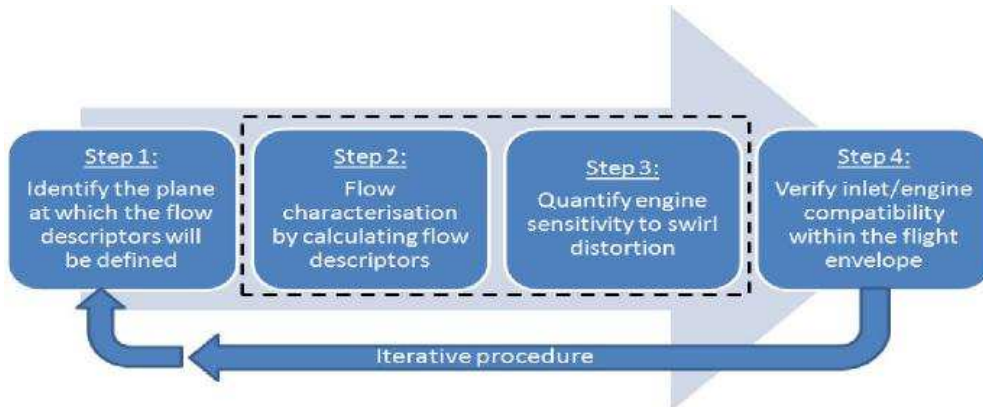 Step 1:
Identify the plane
at which the flow
descriptors will
be defined
Step 2:
Flow
characterisation
by calculating flow
descriptors
Step 3:
Quantify engine
sensitivity to swirl
distortion
Step 4:
Verify inlet/engine
compatibility
within the flight
envelope
Iterative procedure